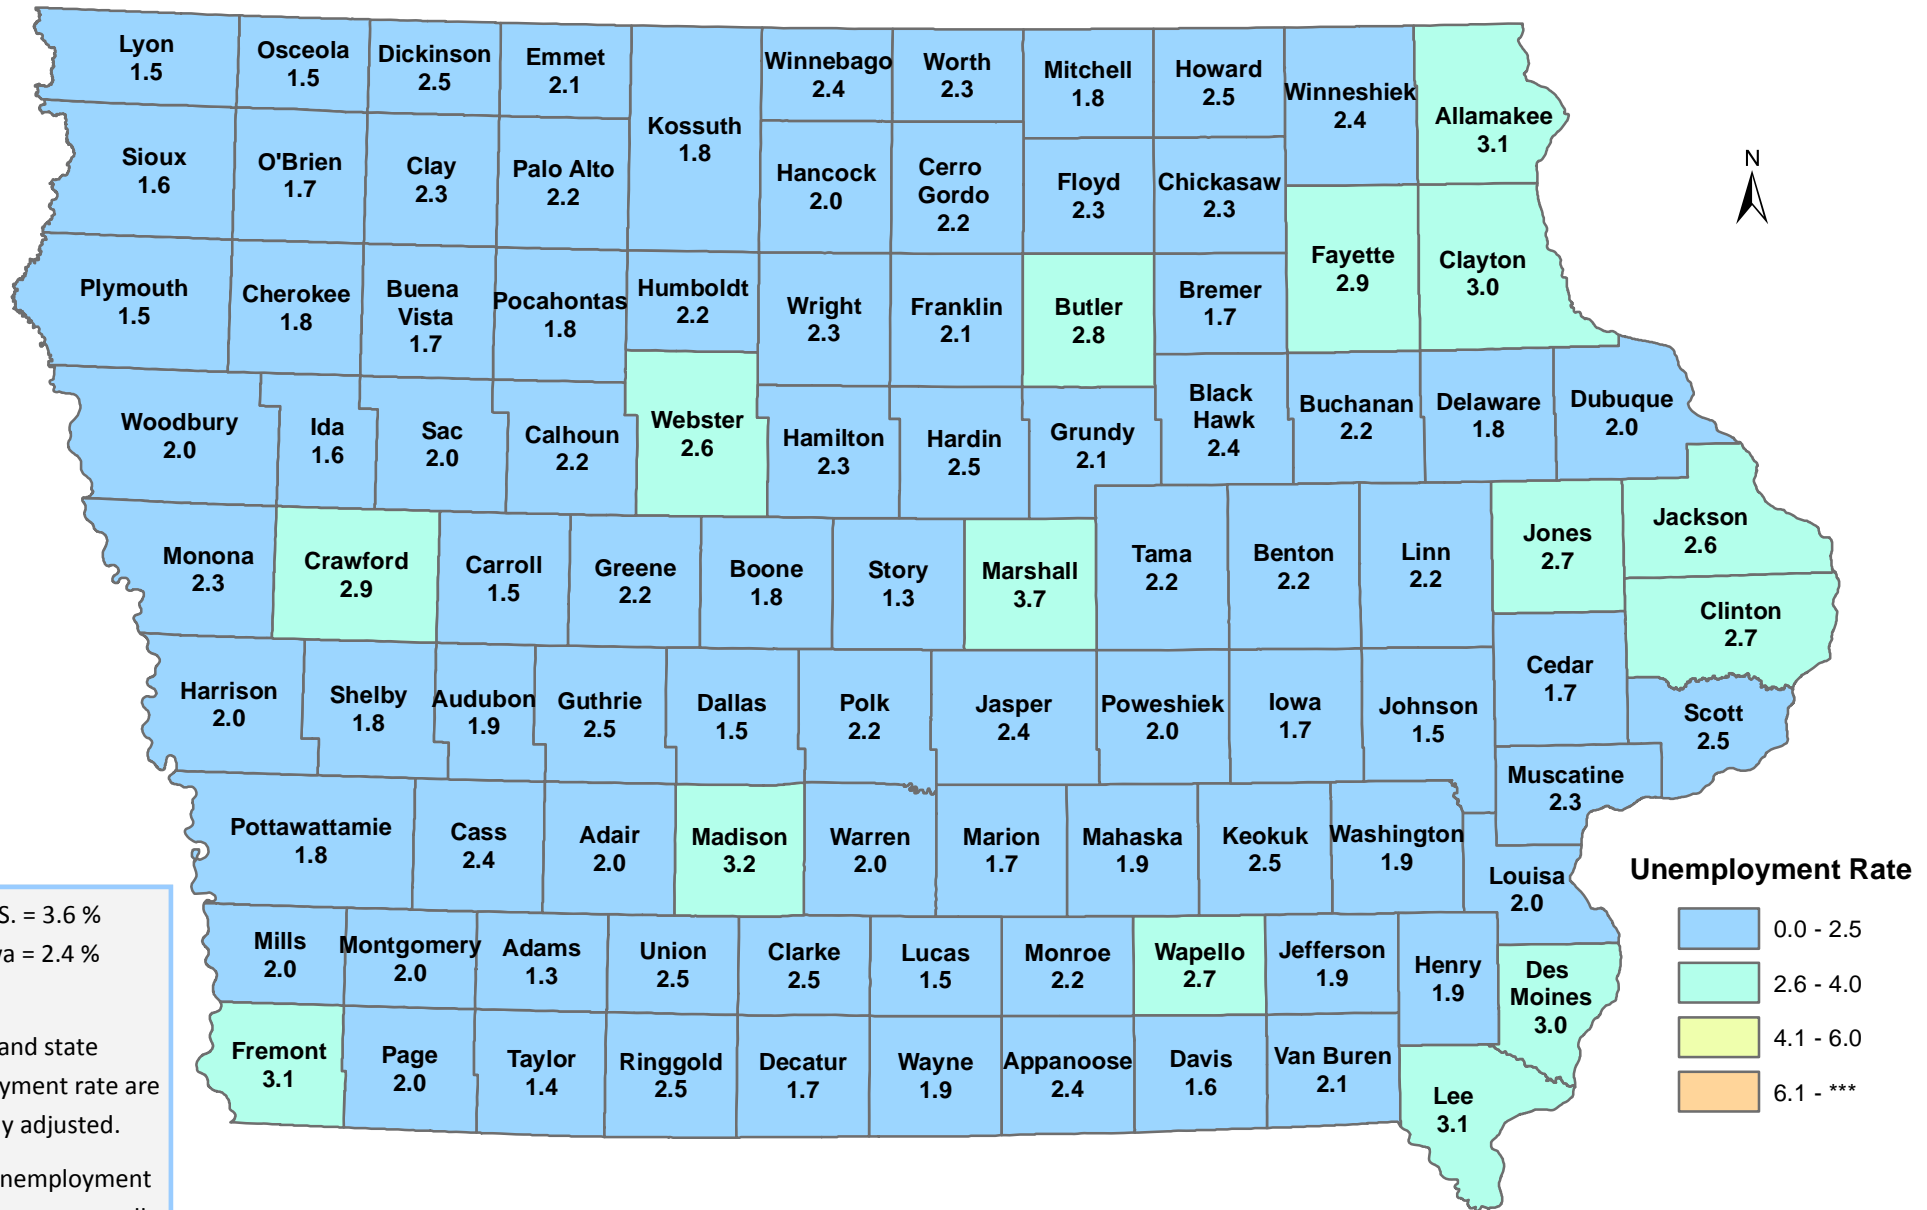 Lyon
1.5
Osceola
1.5
Dickinson
2.5
Emmet
2.1
Kossuth
1.8
Winnebago
2.4
Worth
2.3
Mitchell
1.8
Howard
2.5
Winneshiek
2.4
Allamakee
3.1
N
Sioux
1.6
O'Brien
1.7
Clay
2.3
Palo Alto
2.2
Hancock
2.0
Cerro
Gordo
2.2
Floyd
2.3
Chickasaw
2.3
Fayette
2.9
Clayton
3.0
Plymouth
1.5
Cherokee
1.8
Buena
Vista
1.7
Pocahontas
1.8
Humboldt
2.2
Wright
2.3
Franklin
2.1
Butler
2.8
Bremer
1.7
Woodbury
2.0
Ida
1.6
Sac
2.0
Calhoun
2.2
Webster
2.6
Hamilton
2.3
Hardin
2.5
Grundy
2.1
Black
Hawk
2.4
Buchanan
2.2
Delaware
1.8
Dubuque
2.0
Monona
2.3
Crawford
2.9
Carroll
1.5
Greene
2.2
Boone
1.8
Story
1.3
Marshall
3.7
Tama
2.2
Benton
2.2
Linn
2.2
Jones
2.7
Jackson
2.6
Clinton
2.7
Harrison
2.0
Shelby
1.8
Audubon
1.9
Guthrie
2.5
Dallas
1.5
Polk
2.2
Jasper
2.4
Poweshiek
2.0
Iowa
1.7
Johnson
1.5
Cedar
1.7
Scott
2.5
Muscatine
2.3
Pottawattamie
1.8
Cass
2.4
Adair
2.0
Madison
3.2
Warren
2.0
Marion
1.7
Mahaska
1.9
Keokuk
2.5
Washington
1.9
Louisa
2.0
Mills
2.0
Montgomery
2.0
Adams
1.3
Union
2.5
Clarke
2.5
Lucas
1.5
Monroe
2.2
Wapello
2.7
Jefferson
1.9
Henry
1.9
Des
Moines
3.0
Fremont
3.1
Page
2.0
Taylor
1.4
Ringgold
2.5
Decatur
1.7
Wayne
1.9
Appanoose
2.4
Davis
1.6
Van Buren
2.1
Lee
3.1
Unemployment Rate
0.0 - 2.5
2.6 - 4.0
4.1 - 6.0
6.1 - ***
S. = 3.6 %
a = 2.4 %
and state
yment rate are
y adjusted.
nemployment